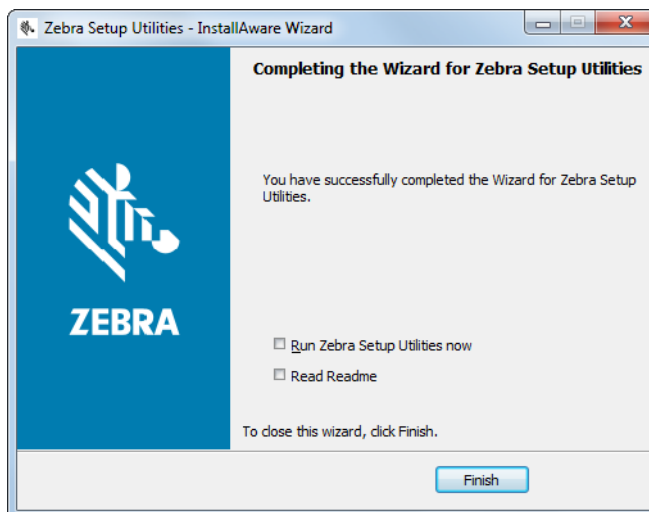 Zebra Setup Utilities - InstallAware Wizard
Completing the Wizard for Zebra Setup Utilities
You have successfully completed the Wizard for Zebra Setup
Utilities.
ZEBRA
Run Zebra Setup Utilities now
Read Readme
To close this wizard, click Finish.
Finish